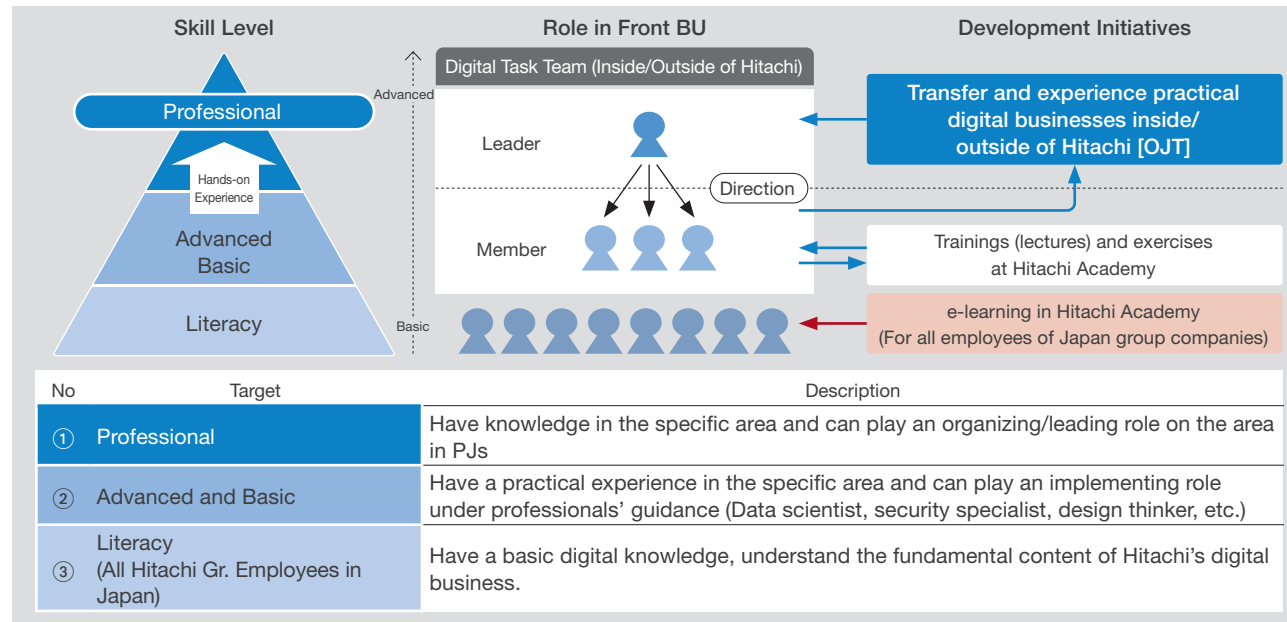 Skill Level
Role in Front BU
Development Initiatives
Digital Task Team (Inside/Outside of Hitachi)
Advanced
Professional
Hands-on
Experience
Advanced
Basic
Literacy
Basic
Leader
Direction
Member
Transfer and experience practical
digital businesses inside/
outside of Hitachi [OJT]
Trainings (lectures) and exercises
at Hitachi Academy
e-learning in Hitachi Academy
(For all employees of Japan group companies)
No Target Description
① Professional
Have knowledge in the specific area and can play an organizing/leading role on the area
in PJs
② Advanced and Basic
Have a practical experience in the specific area and can play an implementing role
under professionals’ guidance (Data scientist, security specialist, design thinker, etc.)
③ Literacy
(All Hitachi Gr. Employees in
Japan)
Have a basic digital knowledge, understand the fundamental content of Hitachi’s digital
business.